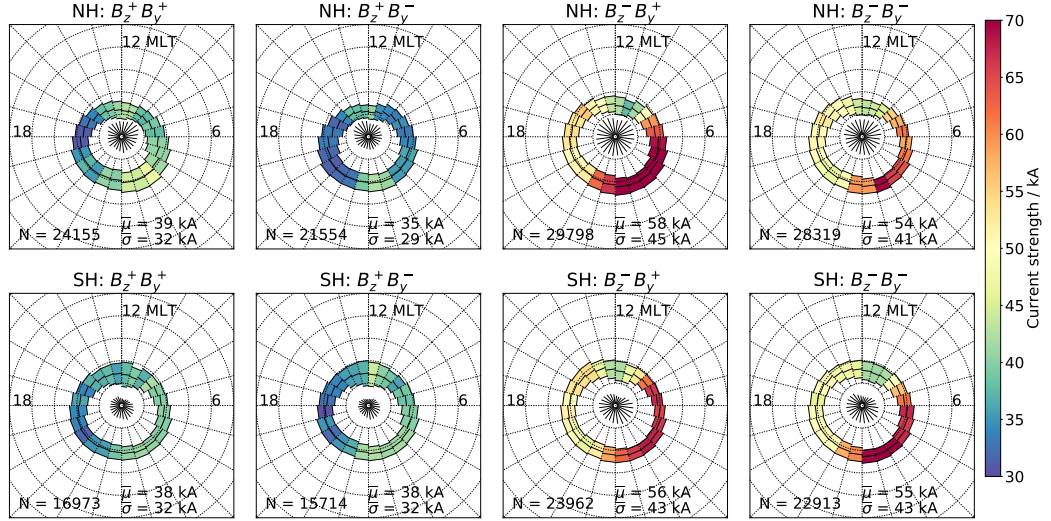 NH: $B_z^+B_y^+$
NH: $B_z^+B_y^-$
NH: $B_z^-B_y^+$
NH: $B_z^-B_y^-$
12 MLT
18
6
N = 24155
μ̅ = 39 kA
σ̅ = 32 kA
12 MLT
18
6
N = 21554
μ̅ = 35 kA
σ̅ = 29 kA
12 MLT
18
6
N = 29798
μ̅ = 58 kA
σ̅ = 45 kA
12 MLT
18
6
N = 28319
μ̅ = 54 kA
σ̅ = 41 kA
SH: $B_z^+B_y^+$
SH: $B_z^+B_y^-$
SH: $B_z^-B_y^+$
SH: $B_z^-B_y^-$
12 MLT
18
6
N = 16973
μ̅ = 38 kA
σ̅ = 32 kA
12 MLT
18
6
N = 15714
μ̅ = 38 kA
σ̅ = 32 kA
12 MLT
18
6
N = 23962
μ̅ = 56 kA
σ̅ = 43 kA
12 MLT
18
6
N = 22913
μ̅ = 55 kA
σ̅ = 43 kA
70
65
60
55
50
45
40
35
30
Current strength / kA